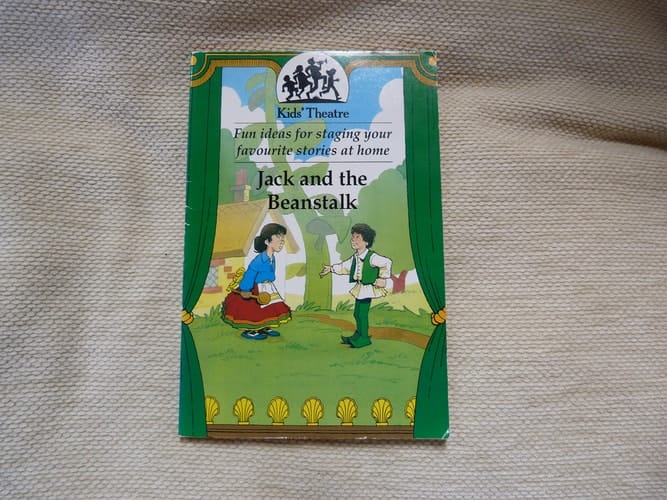 Kids' Theatre
Fun ideas for staging your
favourite stories at home
Jack and the
Beanstalk